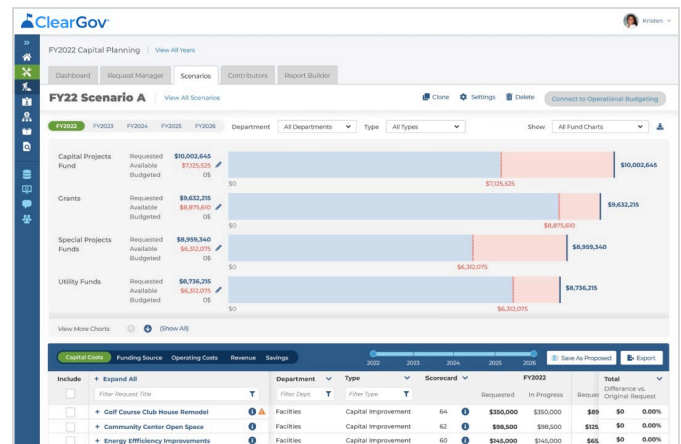 ClearGov
Kristen
FY2022 Capital Planning View All Years
Dashboard Request Manager Scenarios Contributors Report Builder
FY22 Scenario A View All Scenarios Clone Settings Delete Connect to Operational Budgeting
FY2022 FY2023 FY2024 FY2025 FY2026 Department All Departments Type All Types Show All Fund Charts
Capital Projects Fund Requested $10,002,645
Available $7,125,525
Budgeted 0$
$0 $7,125,525 $10,002,645
Grants Requested $9,632,215
Available $8,875,610
Budgeted 0$
$0 $8,875,610 $9,632,215
Special Projects Funds Requested $8,959,340
Available $6,312,075
Budgeted 0$
$0 $6,312,075 $8,959,340
Utility Funds Requested $8,736,215
Available $6,312,075
Budgeted 0$
$0 $6,312,075 $8,736,215
View More Charts (Show All)
Capital Costs Funding Source Operating Costs Revenue Savings 2022 2023 2024 2025 2026 Save As Proposed Export
Include + Expand All Department Type Scorecard FY2022 Total
Filter Request Title Filter Dept. Filter Type Requested In Progress Reques Difference vs. Original Request
+ Golf Course Club House Remodel Facilities Capital Improvement 64 $350,000 $350,000 $89 $0 0.00%
+ Community Center Open Space Facilities Capital Improvement 62 $98,500 $98,500 $125, $0 0.00%
+ Energy Effficiency Improvements Facilities Capital Improvement 60 $145,000 $145,000 $65 $0 0.00%